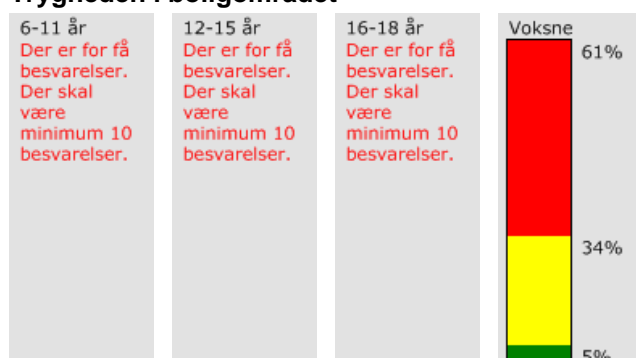 Trygheden i boligområdet
6-11 år
Der er for få
besvarelser.
Der skal
være
minimum 10
besvarelser.
12-15 år
Der er for få
besvarelser.
Der skal
være
minimum 10
besvarelser.
16-18 år
Der er for få
besvarelser.
Der skal
være
minimum 10
besvarelser.
Voksne
61%
34%
5%